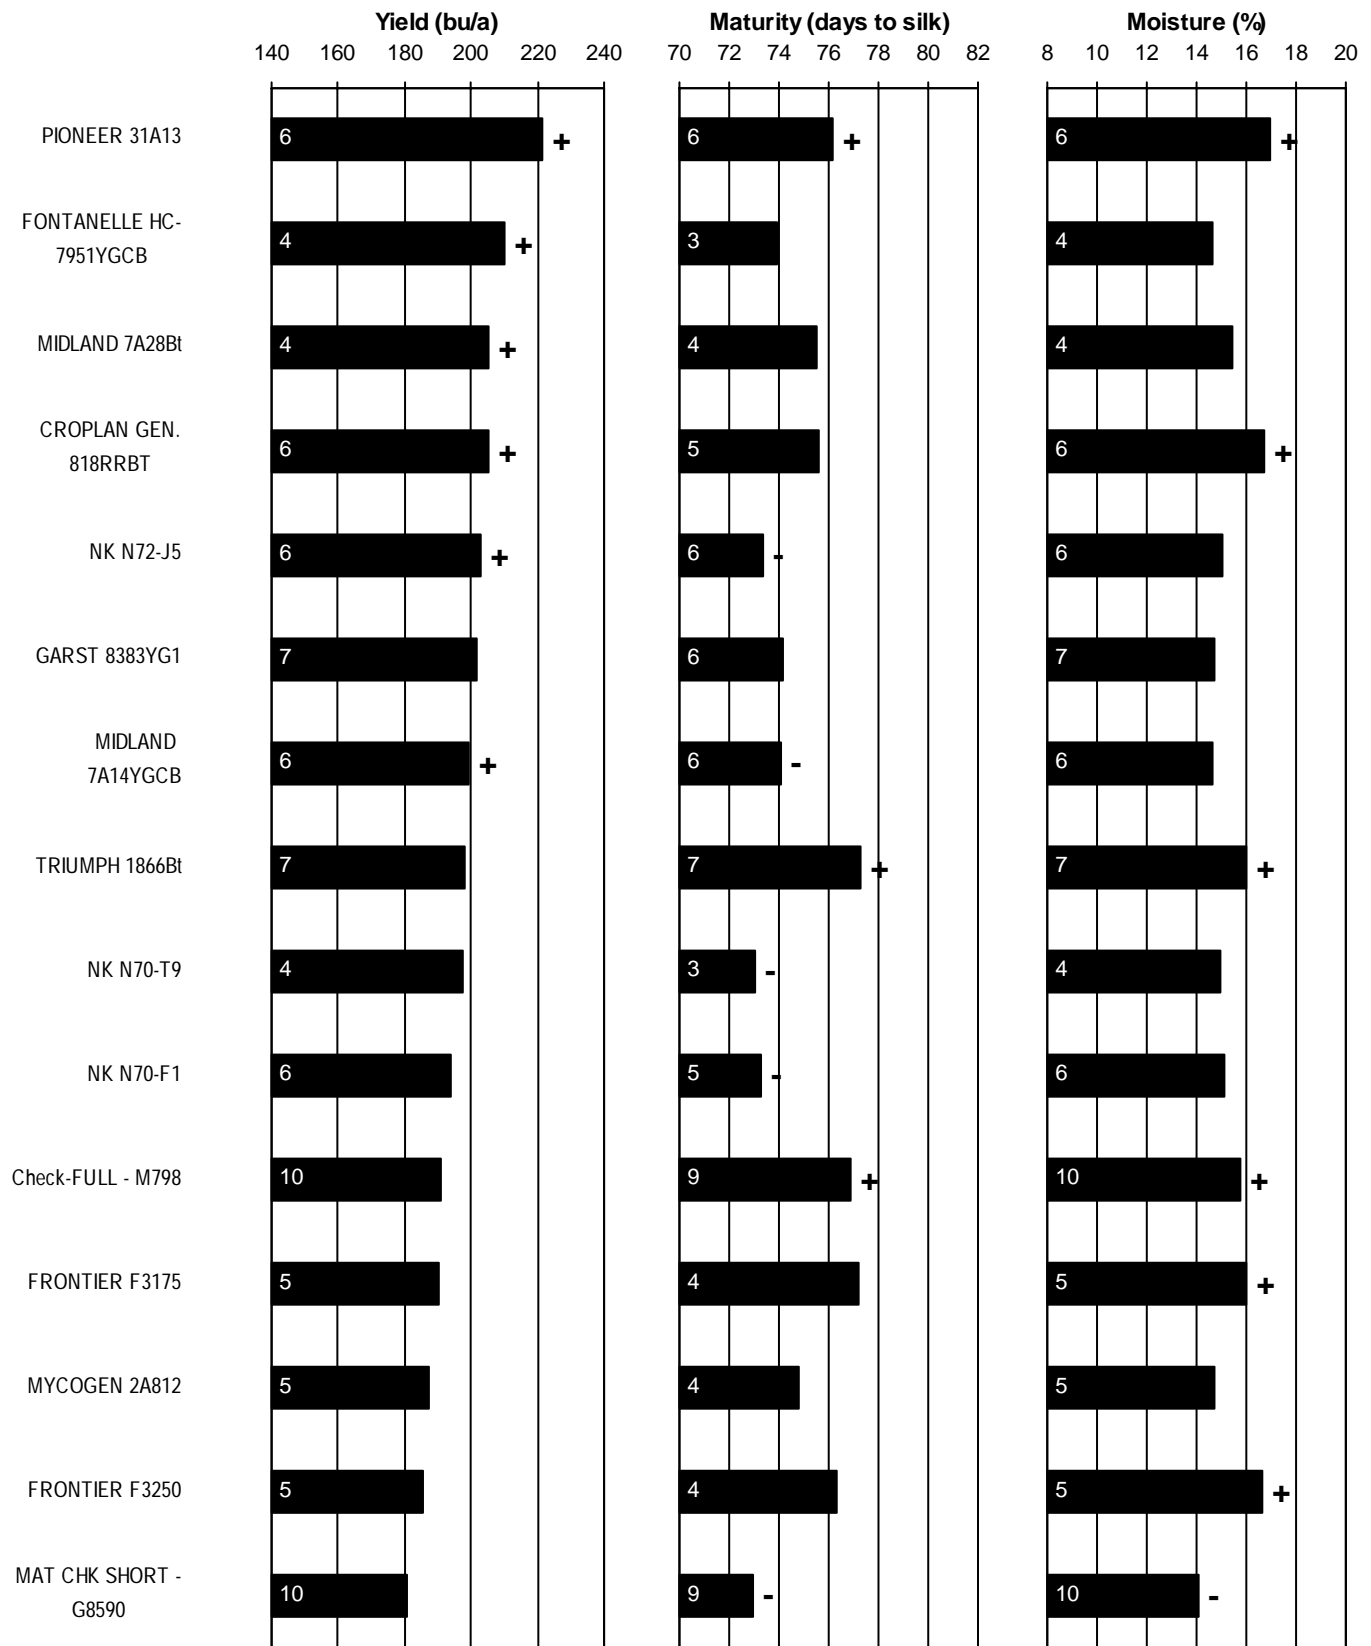 Yield (bu/a) Maturity (days to silk) Moisture (%)
140 160 180 200 220 240 70 72 74 76 78 80 82 8 10 12 14 16 18 20
PIONEER 31A13 6 + 6 + 6 +
FONTANELLE HC-
7951YGCB 4 + 3 4
MIDLAND 7A28Bt 4 + 4 4
CROPLAN GEN.
818RRBT 6 + 5 6 +
NK N72-J5 6 + 6 - 6
GARST 8383YG1 7 6 7
MIDLAND
7A14YGCB 6 + 6 - 6
TRIUMPH 1866Bt 7 7 + 7 +
NK N70-T9 4 3 - 4
NK N70-F1 6 5 - 6
Check-FULL - M798 10 9 + 10 +
FRONTIER F3175 5 4 5 +
MYCOGEN 2A812 5 4 5
FRONTIER F3250 5 4 5 +
MAT CHK SHORT -
G8590 10 9 - 10 -